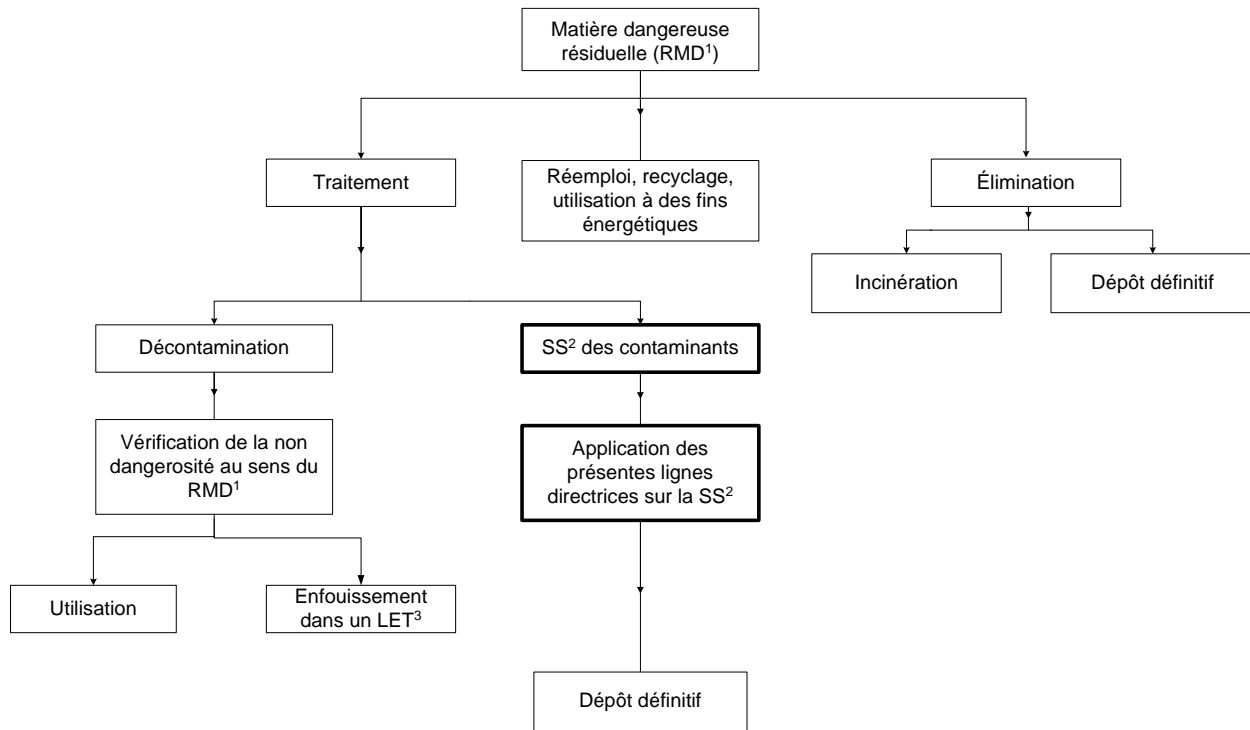 Matière dangereuse
résiduelle (RMD¹)
Traitement
Réemploi, recyclage,
utilisation à des fins
énergétiques
Élimination
Incinération
Dépôt définitif
Décontamination
SS² des contaminants
Vérification de la non
dangerosité au sens du
RMD¹
Application des
présentes lignes
directrices sur la SS²
Utilisation
Enfouissement
dans un LET³
Dépôt définitif